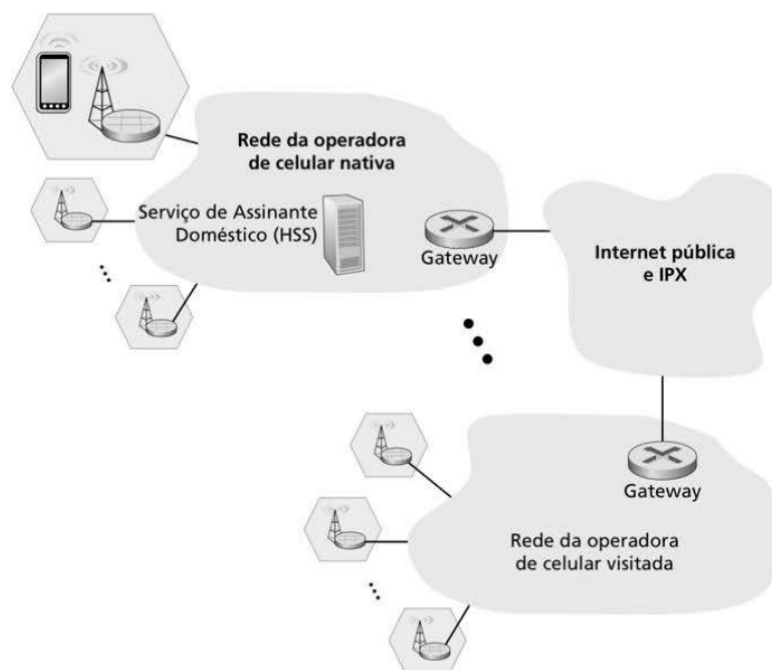 Rede da operadora
de celular nativa
Serviço de Assinante
Doméstico (HSS)
Gateway
Internet pública
e IPX
Gateway
Rede da operadora
de celular visitada